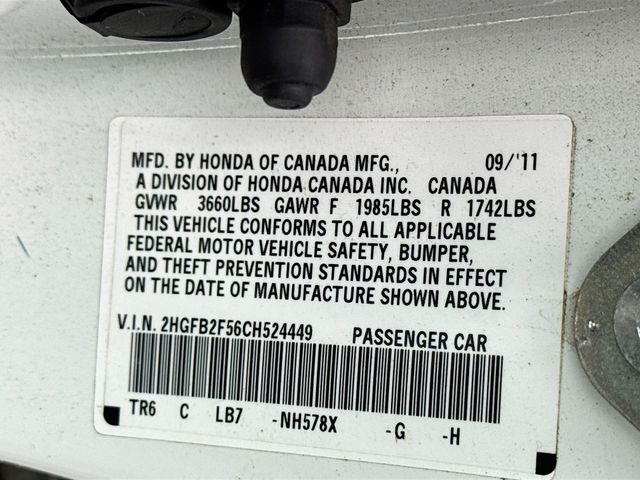 MFD. BY HONDA OF CANADA MFG., 09/'11
A DIVISION OF HONDA CANADA INC. CANADA
GVWR 3660LBS GAWR F 1985LBS R 1742LBS
THIS VEHICLE CONFORMS TO ALL APPLICABLE
FEDERAL MOTOR VEHICLE SAFETY, BUMPER,
AND THEFT PREVENTION STANDARDS IN EFFECT
ON THE DATE OF MANUFACTURE SHOWN ABOVE.
V.I.N. 2HGFB2F56CH524449 PASSENGER CAR
TR6 C LB7 -NH578X -G -H